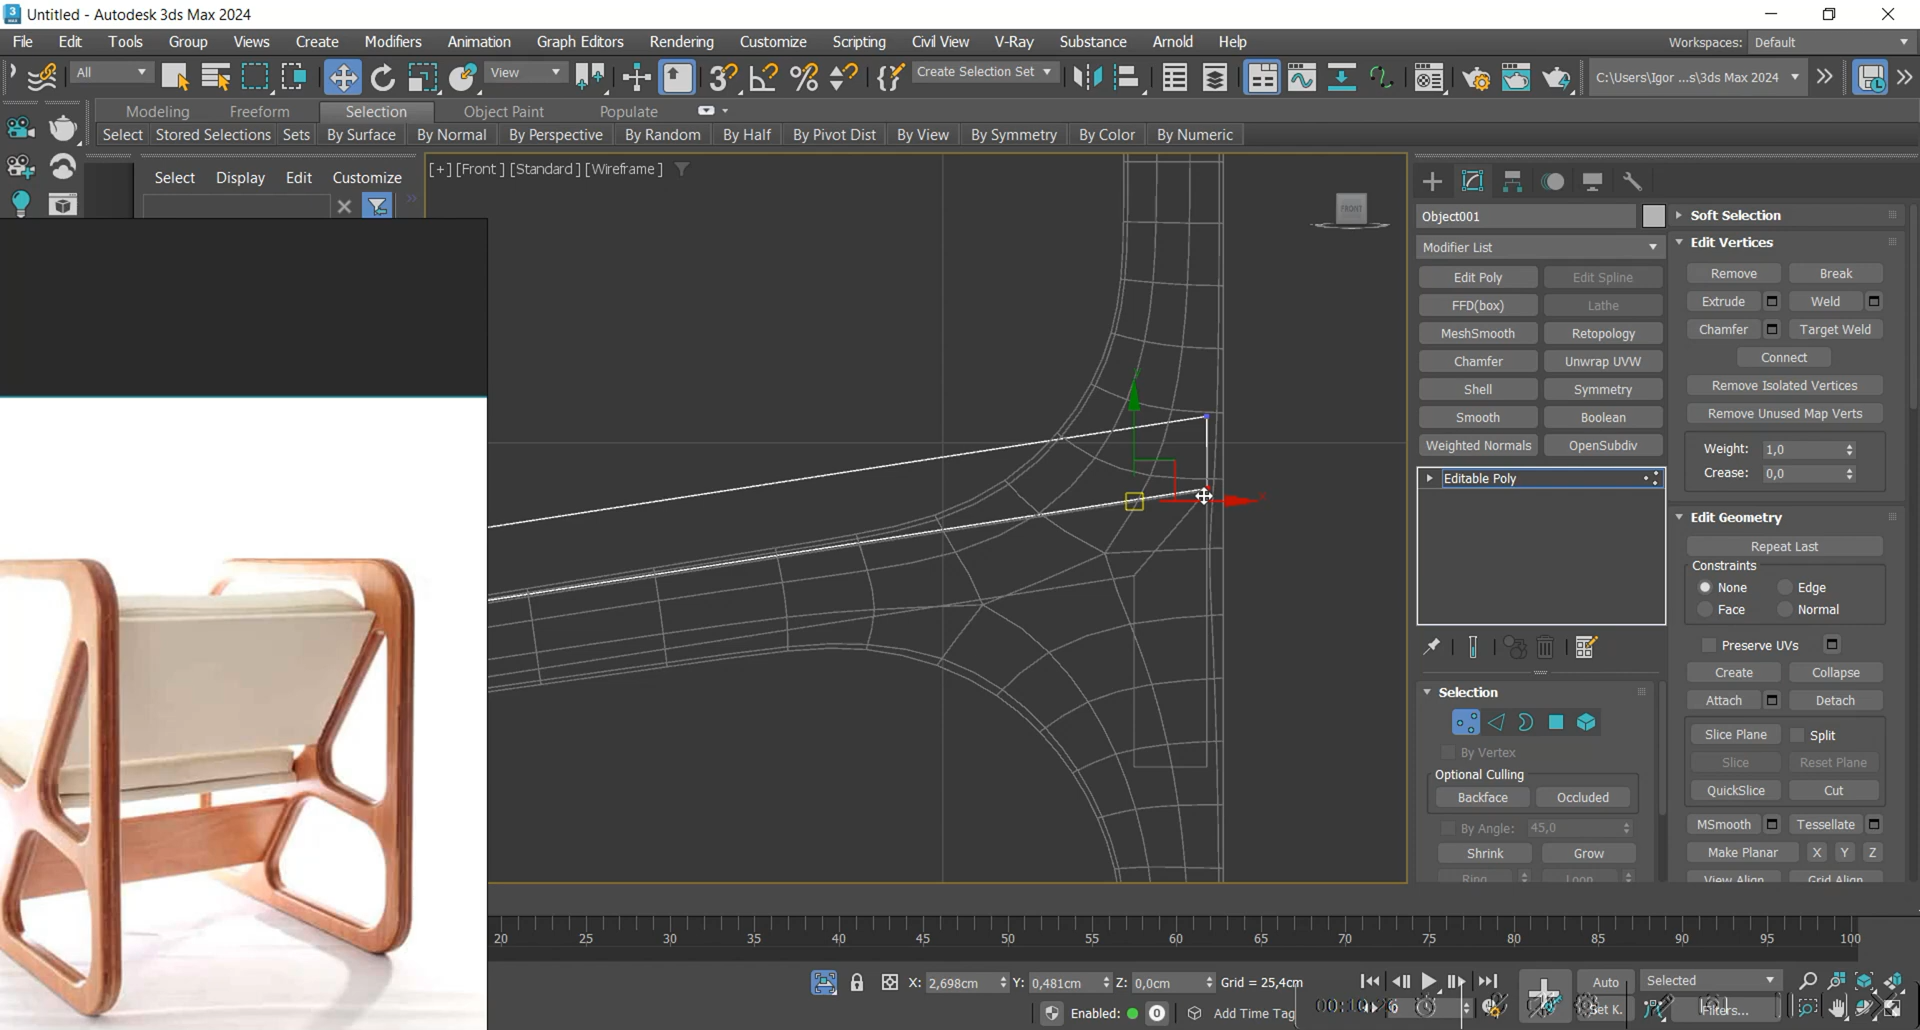 Untitled - Autodesk 3ds Max 2024
File Edit Tools Group Views Create Modifiers Animation Graph Editors Rendering Customize Scripting Civil View V-Ray Substance Arnold Help
Workspaces: Default
All
View
Create Selection Set
C:\Users\Igor ...s\3ds Max 2024
Modeling Freeform Selection Object Paint Populate
Select Stored Selections Sets By Surface By Normal By Perspective By Random By Half By Pivot Dist By View By Symmetry By Color By Numeric
Select Display Edit Customize
[+] [Front ] [Standard ] [Wireframe ]
FRONT
Object001
Modifier List
Edit Poly Edit Spline
FFD(box) Lathe
MeshSmooth Retopology
Chamfer Unwrap UVW
Shell Symmetry
Smooth Boolean
Weighted Normals OpenSubdiv
Editable Poly
Selection
By Vertex
Optional Culling
Backface Occluded
By Angle: 45,0
Shrink Grow
Ring Loop
Soft Selection
Edit Vertices
Remove Break
Extrude Weld
Chamfer Target Weld
Connect
Remove Isolated Vertices
Remove Unused Map Verts
Weight: 1,0
Crease: 0,0
Edit Geometry
Repeat Last
Constraints
None Edge
Face Normal
Preserve UVs
Create Collapse
Attach Detach
Slice Plane Split
Slice Reset Plane
QuickSlice Cut
MSmooth Tessellate
Make Planar X Y Z
View Align Grid Align
20 25 30 35 40 45 50 55 60 65 70 75 80 85 90 95 100
X: 2,698cm Y: 0,481cm Z: 0,0cm Grid = 25,4cm
Auto Selected
Enabled: 0 Add Time Tag
Set K. Filters...